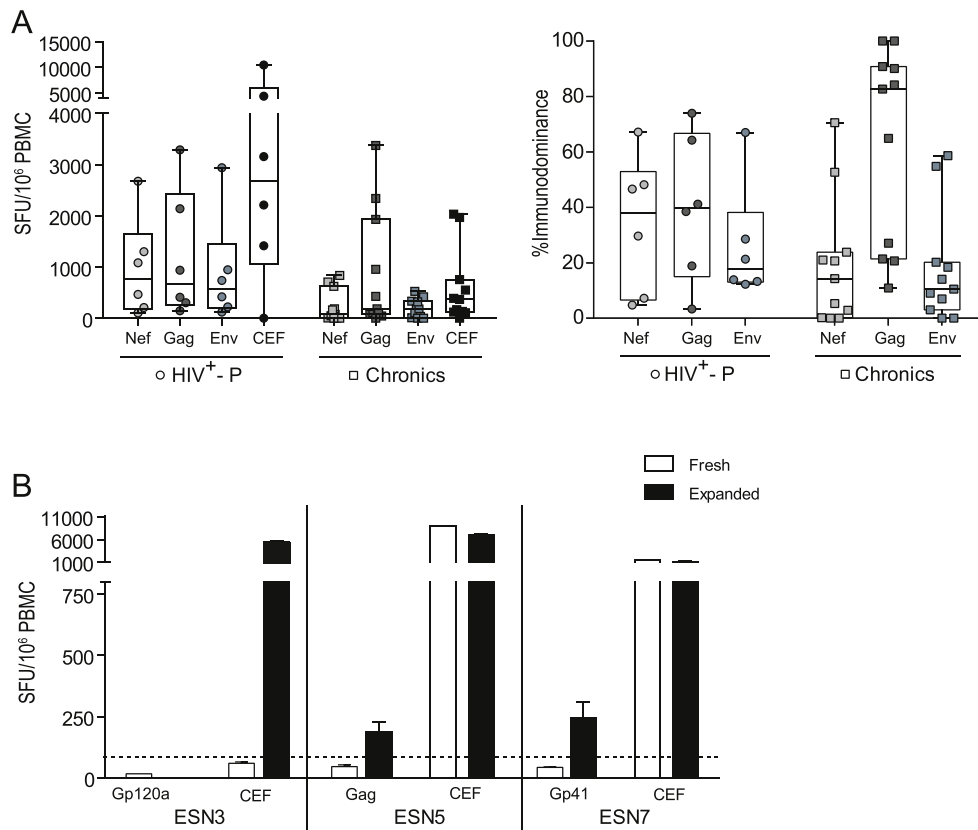 A
SFU/10⁶ PBMC
15000
10000
5000
4000
3000
2000
1000
0
Nef Gag Env CEF
Nef Gag Env CEF
HIV⁺- P
Chronics
%Immunodominance
100
80
60
40
20
0
Nef Gag Env
Nef Gag Env
HIV⁺- P
Chronics
B
Fresh
Expanded
SFU/10⁶ PBMC
11000
6000
1000
750
500
250
0
Gp120a CEF Gag CEF Gp41 CEF
ESN3 ESN5 ESN7